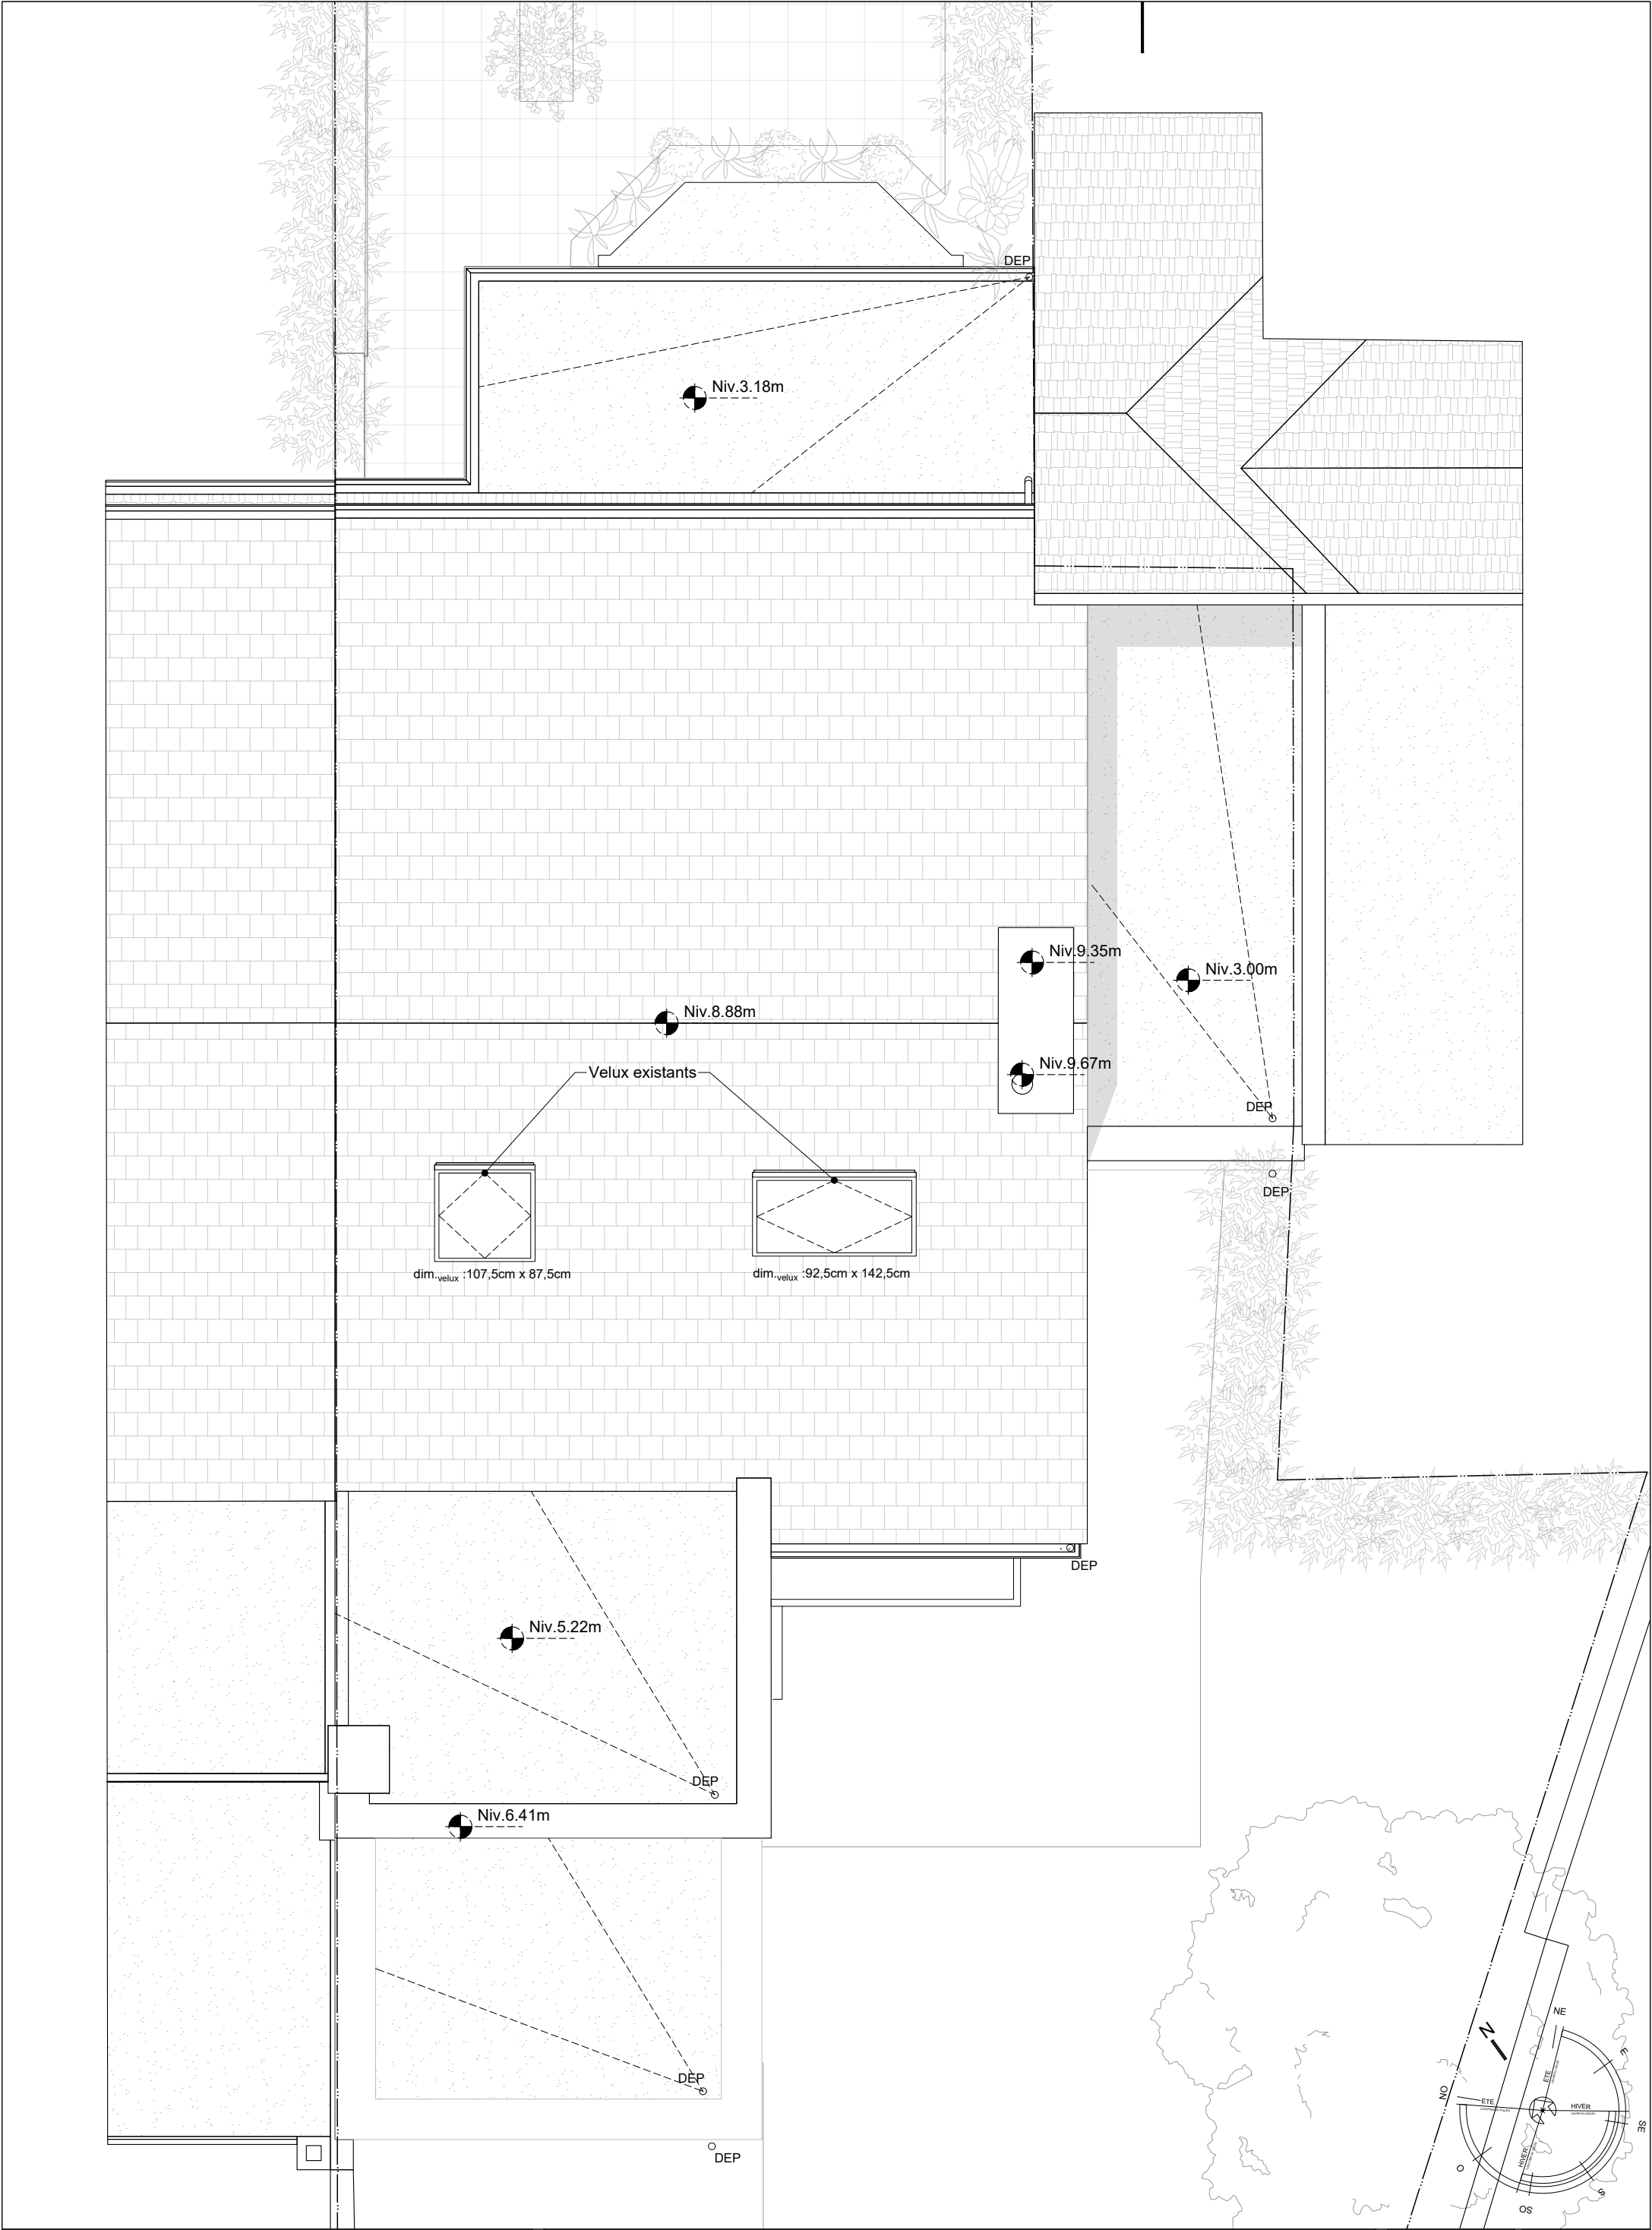 DEP
Niv.3.18m
Niv.9.35m
Niv.3.00m
Niv.8.88m
Niv.9.67m
Velux existants
DEP
DEP
dim.velux :107,5cm x 87,5cm
dim.velux :92,5cm x 142,5cm
DEP
Niv.5.22m
DEP
Niv.6.41m
DEP
DEP
N
NE
E
NO
ETE
ETE
HIVER
HIVER
SE
O
S
SO